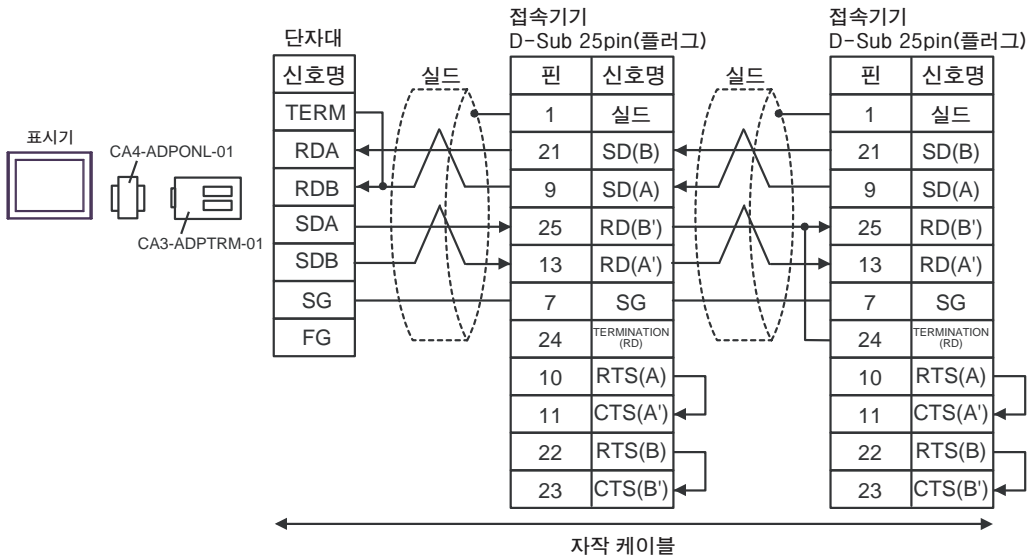 표시기
CA4-ADPONL-01
CA3-ADPTRM-01
단자대
신호명
TERM
RDA
RDB
SDA
SDB
SG
FG
실드
접속기기
D-Sub 25pin(플러그)
핀 신호명
1 실드
21 SD(B)
9 SD(A)
25 RD(B')
13 RD(A')
7 SG
24 TERMINATION
(RD)
10 RTS(A)
11 CTS(A')
22 RTS(B)
23 CTS(B')
실드
접속기기
D-Sub 25pin(플러그)
핀 신호명
1 실드
21 SD(B)
9 SD(A)
25 RD(B')
13 RD(A')
7 SG
24 TERMINATION
(RD)
10 RTS(A)
11 CTS(A')
22 RTS(B)
23 CTS(B')
자작 케이블